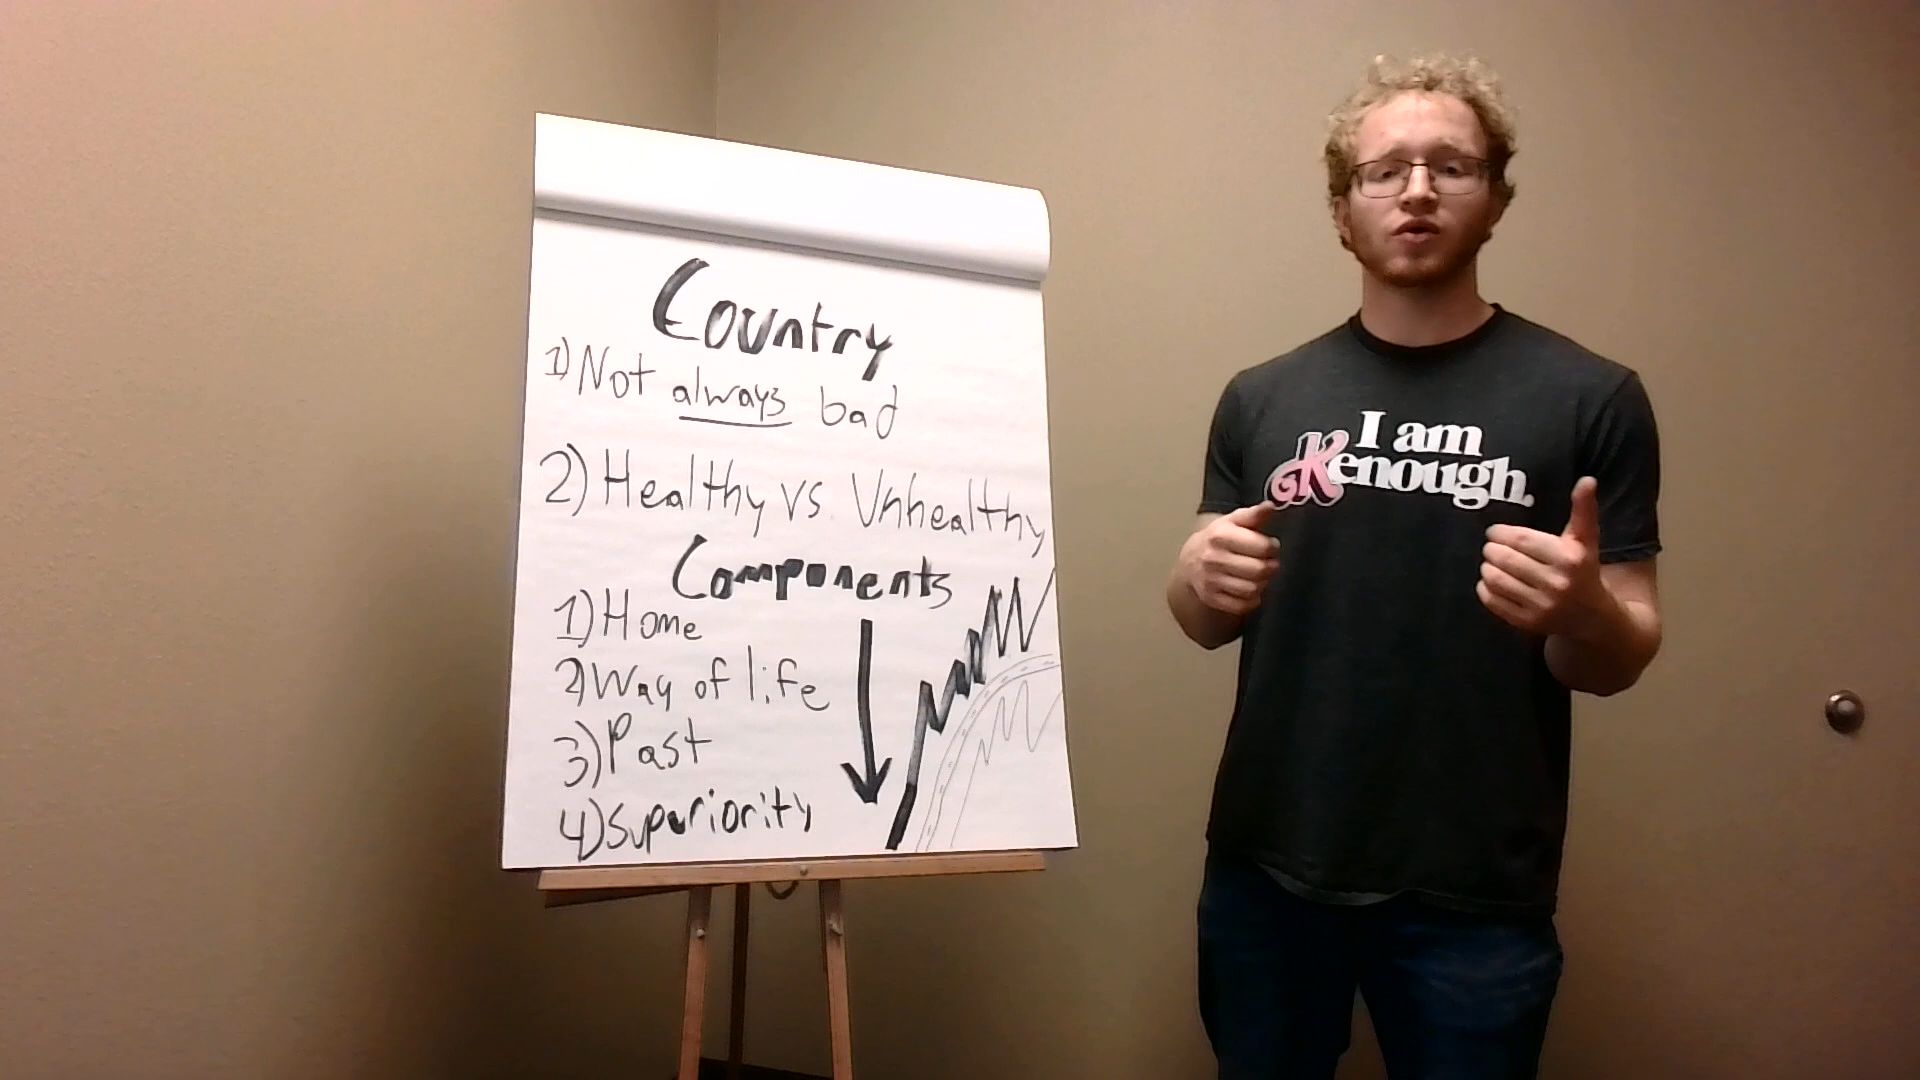 Country
1) Not always bad
2) Healthy vs. Unhealthy
Components
1) Home
2) Way of life
3) Past
4) Superiority
I am
Kenough.